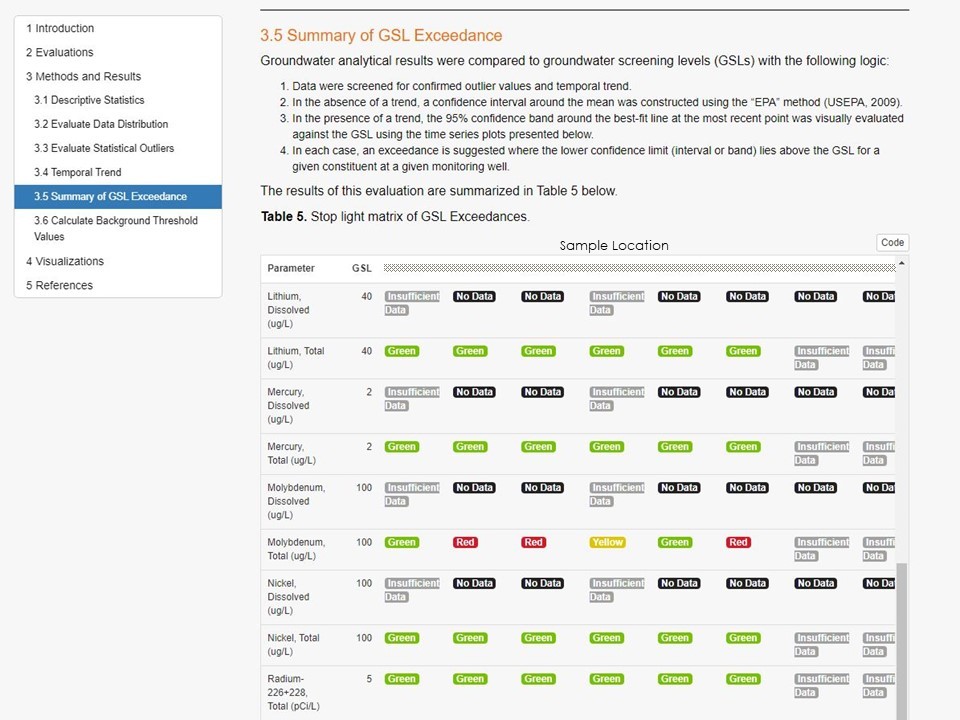 1 Introduction
2 Evaluations
3 Methods and Results
3.1 Descriptive Statistics
3.2 Evaluate Data Distribution
3.3 Evaluate Statistical Outliers
3.4 Temporal Trend
3.5 Summary of GSL Exceedance
3.6 Calculate Background Threshold
Values
4 Visualizations
5 References
3.5 Summary of GSL Exceedance
Groundwater analytical results were compared to groundwater screening levels (GSLs) with the following logic:
1. Data were screened for confirmed outlier values and temporal trend.
2. In the absence of a trend, a confidence interval around the mean was constructed using the “EPA” method (USEPA, 2009).
3. In the presence of a trend, the 95% confidence band around the best-fit line at the most recent point was visually evaluated
against the GSL using the time series plots presented below.
4. In each case, an exceedance is suggested where the lower confidence limit (interval or band) lies above the GSL for a
given constituent at a given monitoring well.
The results of this evaluation are summarized in Table 5 below.
Table 5. Stop light matrix of GSL Exceedances.
Sample Location
Code
Parameter GSL
Lithium, 40 Insufficient No Data No Data Insufficient No Data No Data No Data No Da
Dissolved Data Data
(ug/L)
Lithium, Total 40 Green Green Green Green Green Green Insufficient Insuffi
(ug/L) Data Data
Mercury, 2 Insufficient No Data No Data Insufficient No Data No Data No Data No Da
Dissolved Data Data
(ug/L)
Mercury, 2 Green Green Green Green Green Green Insufficient Insuffi
Total (ug/L) Data Data
Molybdenum, 100 Insufficient No Data No Data Insufficient No Data No Data No Data No Da
Dissolved Data Data
(ug/L)
Molybdenum, 100 Green Red Red Yellow Green Red Insufficient Insuffi
Total (ug/L) Data Data
Nickel, 100 Insufficient No Data No Data Insufficient No Data No Data No Data No Da
Dissolved Data Data
(ug/L)
Nickel, Total 100 Green Green Green Green Green Green Insufficient Insuffi
(ug/L) Data Data
Radium- 5 Green Green Green Green Green Green Insufficient Insuffi
226+228, Data Data
Total (pCi/L)